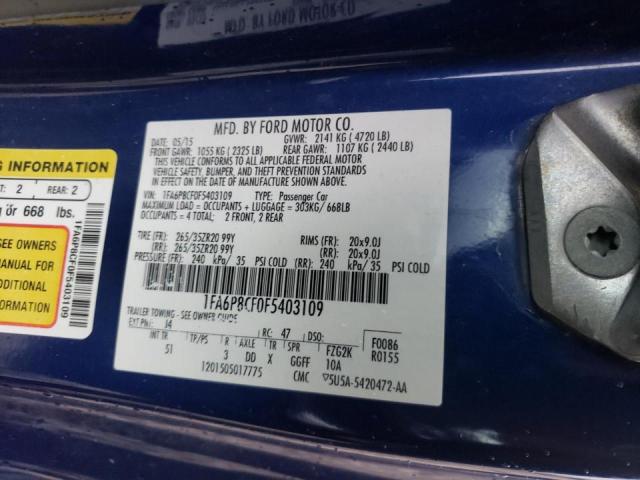 MFD. BY FORD MOTOR CO.
DATE: 05/15 GVWR: 2141 KG ( 4720 LB)
FRONT GAWR: 1055 KG ( 2325 LB) REAR GAWR: 1107 KG ( 2440 LB)
THIS VEHICLE CONFORMS TO ALL APPLICABLE FEDERAL MOTOR
VEHICLE SAFETY, BUMPER, AND THEFT PREVENTION STANDARDS
IN EFFECT ON THE DATE OF MANUFACTURE SHOWN ABOVE.
VIN: 1FA6P8CF0F5403109 TYPE: Passenger Car
MAXIMUM LOAD = OCCUPANTS + LUGGAGE = 303KG/ 668LB
OCCUPANTS = 4 TOTAL; 2 FRONT, 2 REAR
TIRE (FR): 265/35ZR20 99Y RIMS (FR): 20x9.0J
(RR): 265/35ZR20 99Y (RR): 20x9.0J
PRESSURE (FR): 240 kPa/ 35 PSI COLD (RR): 240 kPa/ 35 PSI COLD
1FA6P8CF0F5403109
TRAILER TOWING - SEE OWNER GUIDE
EXT PNT: J4 RC: 47 DSO: F0086
INT TR TP/PS R AXLE TR SPR FZG2K R0155
51 3 DD X GGFF 10A
1201505017775 CMC ▽5U5A-5420472-AA
G INFORMATION
T: 2 REAR: 2
g or 668 lbs.
SEE OWNERS
MANUAL FOR
ADDITIONAL
1FA6P8CF0F5403109